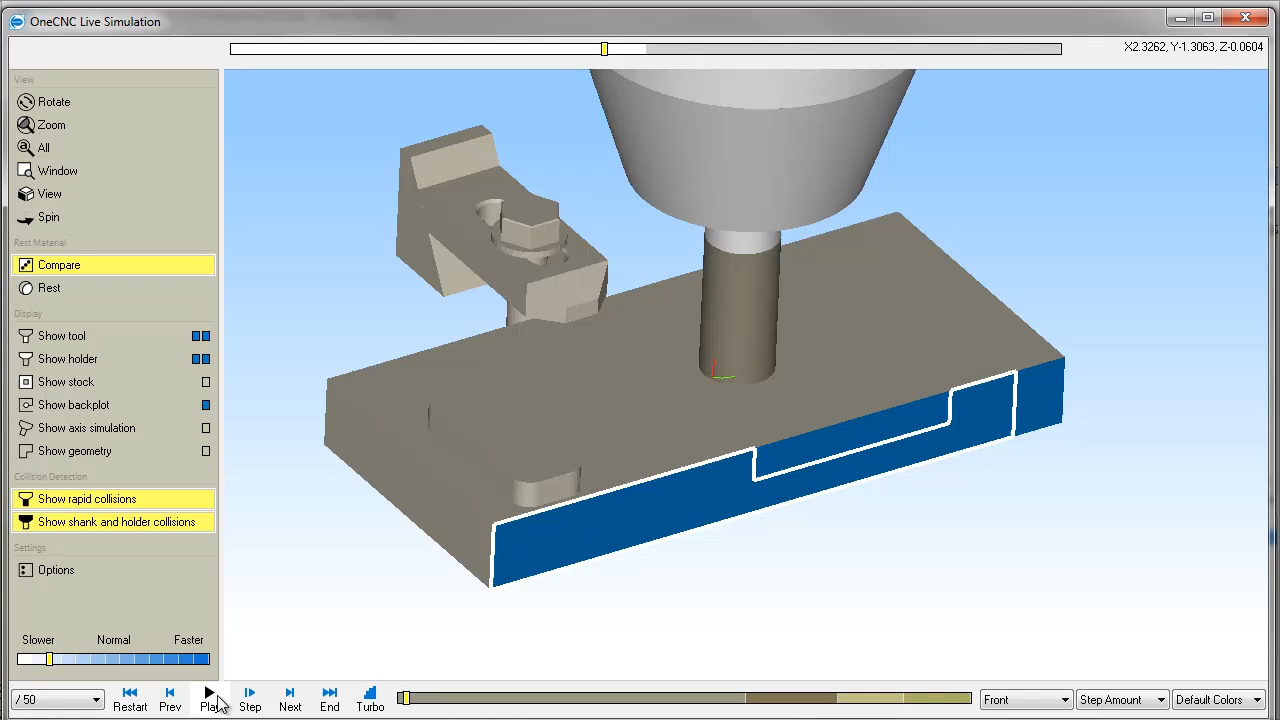 OneCNC Live Simulation
X2.3262, Y-1.3063, Z-0.0604
View
Rotate
Zoom
All
Window
View
Spin
Rest Material
Compare
Rest
Display
Show tool
Show holder
Show stock
Show backplot
Show axis simulation
Show geometry
Collision Detection
Show rapid collisions
Show shank and holder collisions
Settings
Options
Slower Normal Faster
/ 50
Restart Prev Play Step Next End Turbo
Front Step Amount Default Colors